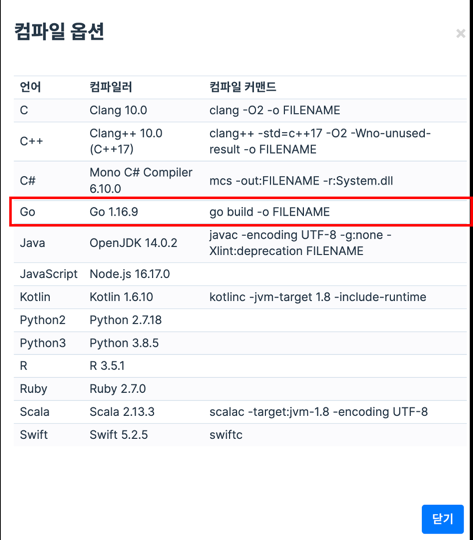 컴파일 옵션
×
언어 컴파일러 컴파일 커맨드
C Clang 10.0 clang -O2 -o FILENAME
C++ Clang++ 10.0 (C++17) clang++ -std=c++17 -O2 -Wno-unused-result -o FILENAME
C# Mono C# Compiler 6.10.0 mcs -out:FILENAME -r:System.dll
Go Go 1.16.9 go build -o FILENAME
Java OpenJDK 14.0.2 javac -encoding UTF-8 -g:none -Xlint:deprecation FILENAME
JavaScript Node.js 16.17.0
Kotlin Kotlin 1.6.10 kotlinc -jvm-target 1.8 -include-runtime
Python2 Python 2.7.18
Python3 Python 3.8.5
R R 3.5.1
Ruby Ruby 2.7.0
Scala Scala 2.13.3 scalac -target:jvm-1.8 -encoding UTF-8
Swift Swift 5.2.5 swiftc
닫기